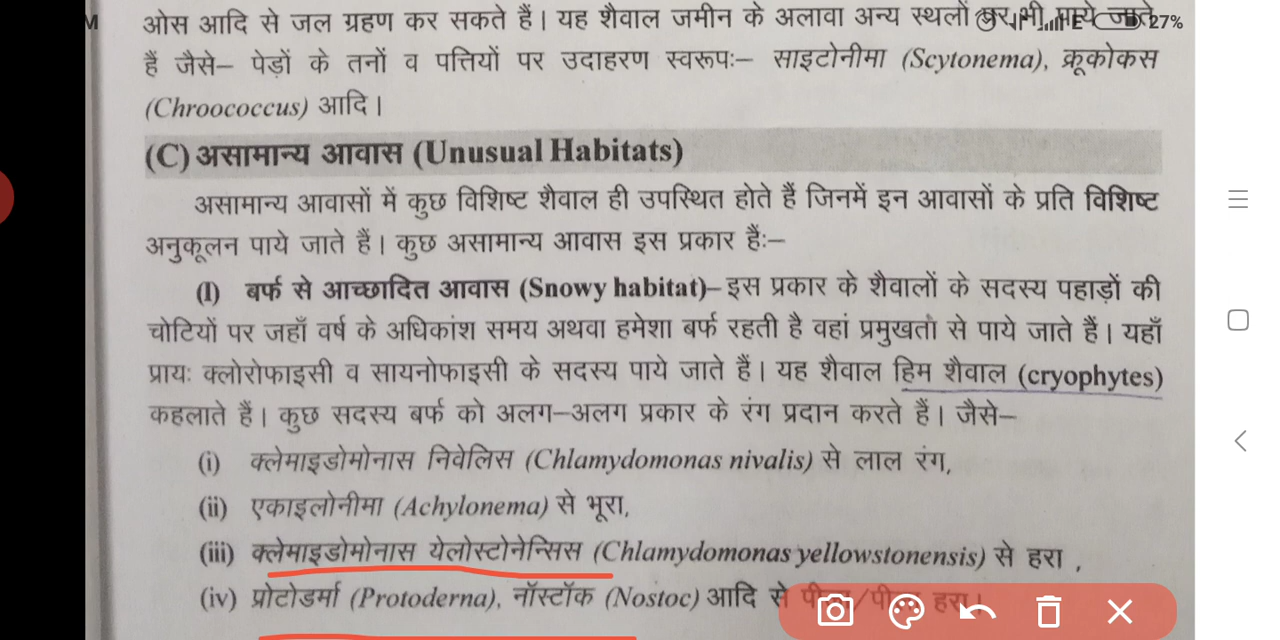 ओस आदि से जल ग्रहण कर सकते हैं। यह शैवाल जमीन के अलावा अन्य स्थलों पर भी पाये जाते
27%
हैं जैसे– पेड़ों के तनों व पत्तियों पर उदाहरण स्वरूपः– साइटोनीमा (Scytonema), क्रूकोकस
(Chroococcus) आदि।
(C) असामान्य आवास (Unusual Habitats)
असामान्य आवासों में कुछ विशिष्ट शैवाल ही उपस्थित होते हैं जिनमें इन आवासों के प्रति विशिष्ट
अनुकूलन पाये जाते हैं। कुछ असामान्य आवास इस प्रकार हैंः–
(I) बर्फ से आच्छादित आवास (Snowy habitat)– इस प्रकार के शैवालों के सदस्य पहाड़ों की
चोटियों पर जहाँ वर्ष के अधिकांश समय अथवा हमेशा बर्फ रहती है वहां प्रमुखता से पाये जाते हैं। यहाँ
प्रायः क्लोरोफाइसी व सायनोफाइसी के सदस्य पाये जाते हैं। यह शैवाल हिम शैवाल (cryophytes)
कहलाते हैं। कुछ सदस्य बर्फ को अलग–अलग प्रकार के रंग प्रदान करते हैं। जैसे–
(i) क्लेमाइडोमोनास निवेलिस (Chlamydomonas nivalis) से लाल रंग,
(ii) एकाइलोनीमा (Achylonema) से भूरा,
(iii) क्लेमाइडोमोनास येलोस्टोनेन्सिस (Chlamydomonas yellowstonensis) से हरा ,
(iv) प्रोटोडर्मा (Protoderna), नॉस्टॉक (Nostoc) आदि से हरा।